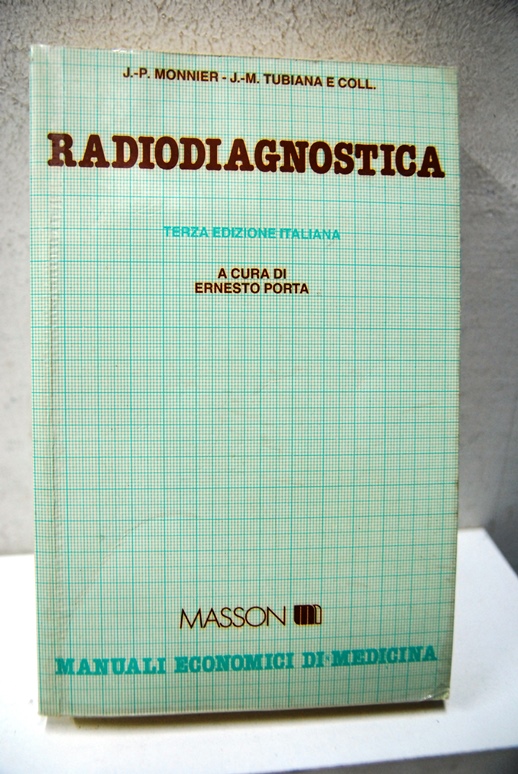 J.-P. MONNIER - J.-M. TUBIANA E COLL.
RADIODIAGNOSTICA
TERZA EDIZIONE ITALIANA
A CURA DI
ERNESTO PORTA
MASSON m
MANUALI ECONOMICI DI MEDICINA